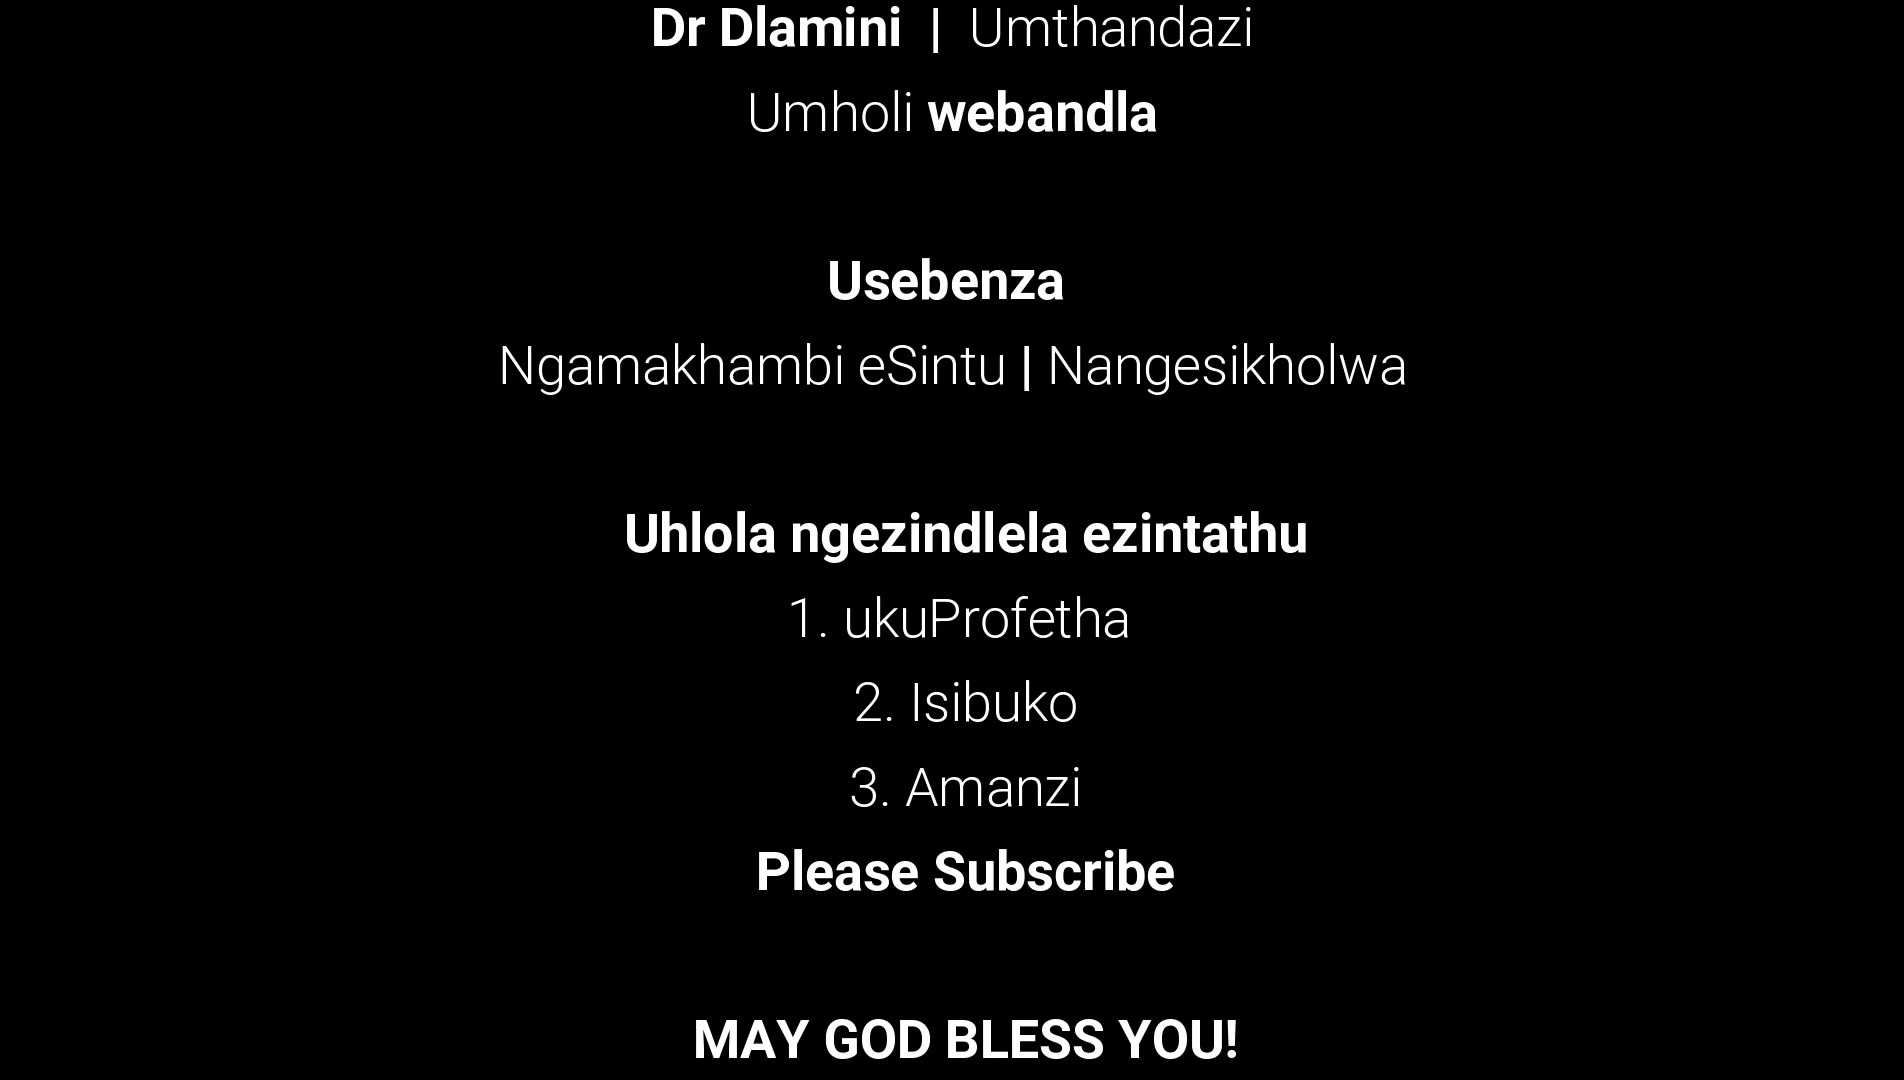 Dr Dlamini | Umthandazi
Umholi webandla
Usebenza
Ngamakhambi eSintu | Nangesikholwa
Uhlola ngezindlela ezintathu
1. ukuProfetha
2. Isibuko
3. Amanzi
Please Subscribe
MAY GOD BLESS YOU!